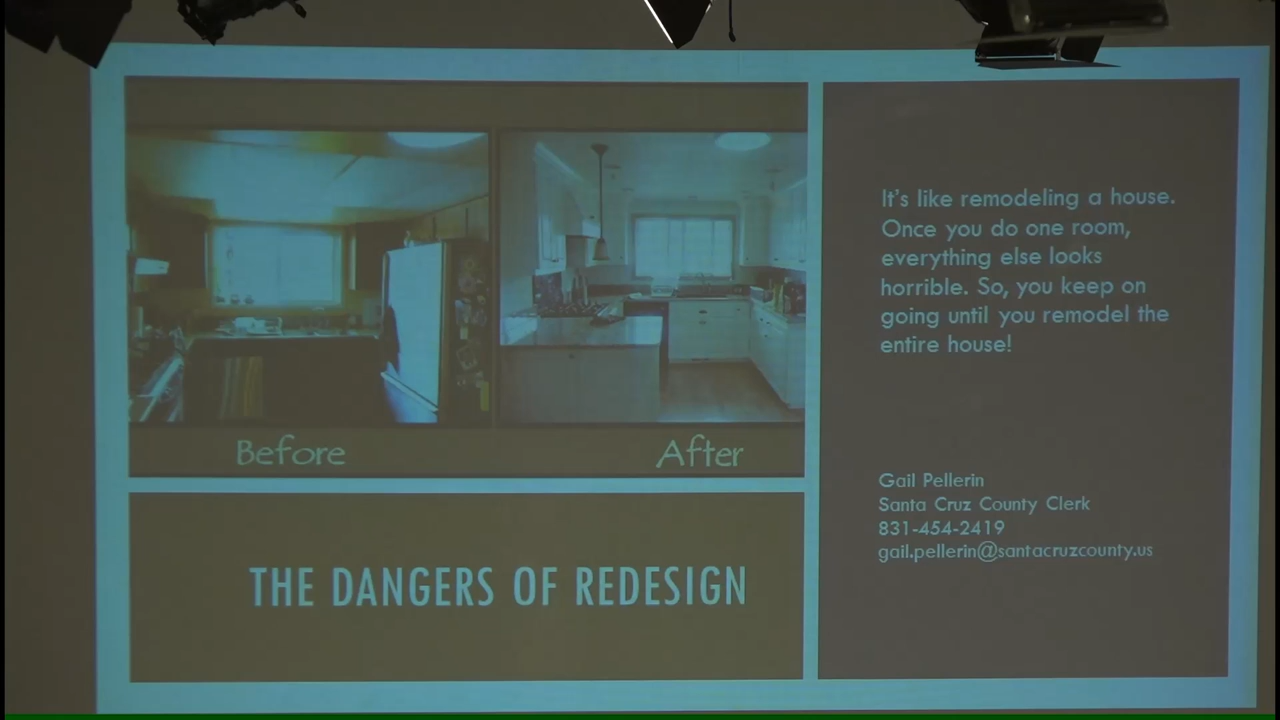 Before
After
THE DANGERS OF REDESIGN
It's like remodeling a house.
Once you do one room,
everything else looks
horrible. So, you keep on
going until you remodel the
entire house!
Gail Pellerin
Santa Cruz County Clerk
831-454-2419
gail.pellerin@santacruzcounty.us